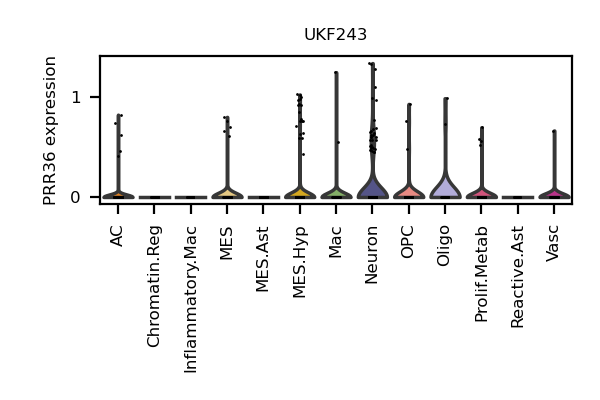 UKF243
PRR36 expression
1
0
AC
Chromatin.Reg
Inflammatory.Mac
MES
MES.Ast
MES.Hyp
Mac
Neuron
OPC
Oligo
Prolif.Metab
Reactive.Ast
Vasc